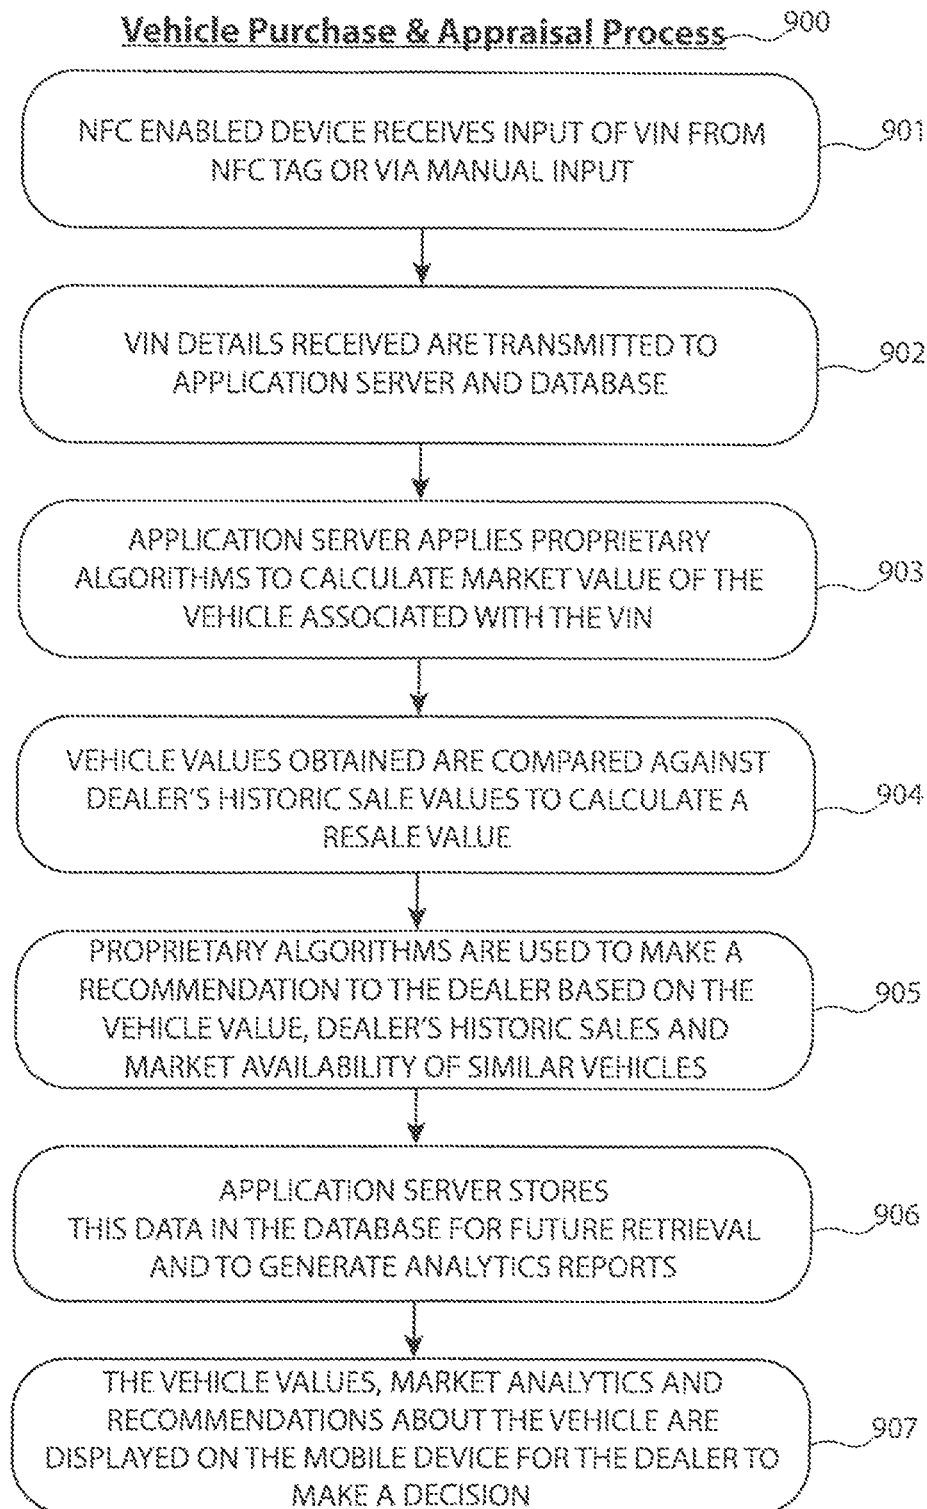 Vehicle Purchase & Appraisal Process 900
NFC ENABLED DEVICE RECEIVES INPUT OF VIN FROM
NFC TAG OR VIA MANUAL INPUT
901
VIN DETAILS RECEIVED ARE TRANSMITTED TO
APPLICATION SERVER AND DATABASE
902
APPLICATION SERVER APPLIES PROPRIETARY
ALGORITHMS TO CALCULATE MARKET VALUE OF THE
VEHICLE ASSOCIATED WITH THE VIN
903
VEHICLE VALUES OBTAINED ARE COMPARED AGAINST
DEALER'S HISTORIC SALE VALUES TO CALCULATE A
RESALE VALUE
904
PROPRIETARY ALGORITHMS ARE USED TO MAKE A
RECOMMENDATION TO THE DEALER BASED ON THE
VEHICLE VALUE, DEALER'S HISTORIC SALES AND
MARKET AVAILABILITY OF SIMILAR VEHICLES
905
APPLICATION SERVER STORES
THIS DATA IN THE DATABASE FOR FUTURE RETRIEVAL
AND TO GENERATE ANALYTICS REPORTS
906
THE VEHICLE VALUES, MARKET ANALYTICS AND
RECOMMENDATIONS ABOUT THE VEHICLE ARE
DISPLAYED ON THE MOBILE DEVICE FOR THE DEALER TO
MAKE A DECISION
907